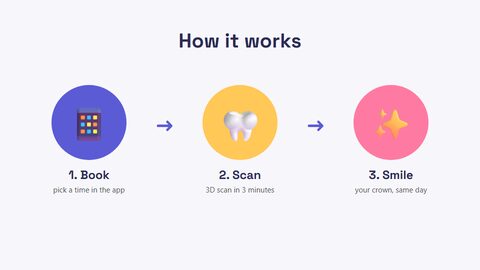 How it works
1. Book
pick a time in the app
2. Scan
3D scan in 3 minutes
3. Smile
your crown, same day